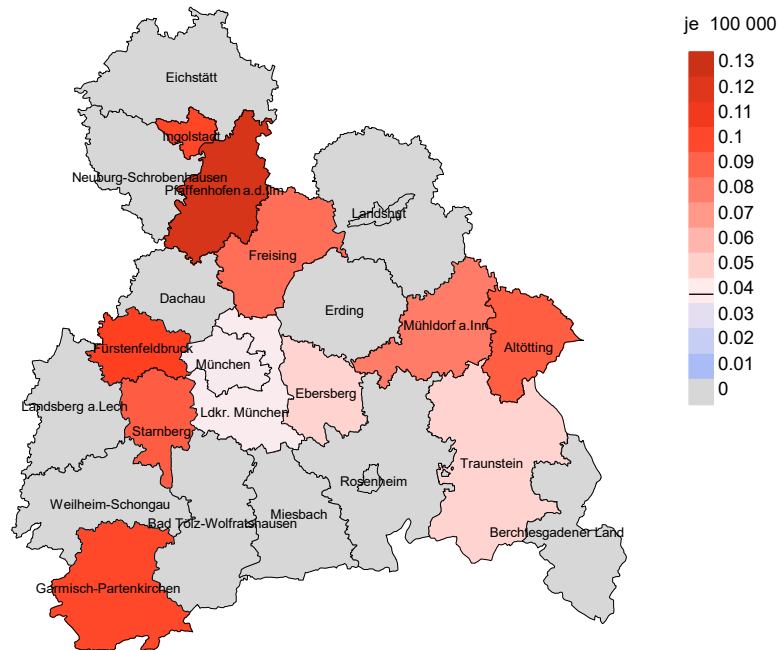 je 100 000
0.13
0.12
0.11
0.1
0.09
0.08
0.07
0.06
0.05
0.04
0.03
0.02
0.01
0
Eichstätt
Ingolstadt
Neuburg-Schrobenhausen
Pfaffenhofen a.d.Ilm
Landshut
Freising
Dachau
Erding
Mühldorf a.Inn
Altötting
Fürstenfeldbruck
München
Ebersberg
Landsberg a.Lech
Ldkr. München
Starnberg
Traunstein
Rosenheim
Weilheim-Schongau
Miesbach
Bad Tölz-Wolfratshausen
Berchtesgadener Land
Garmisch-Partenkirchen